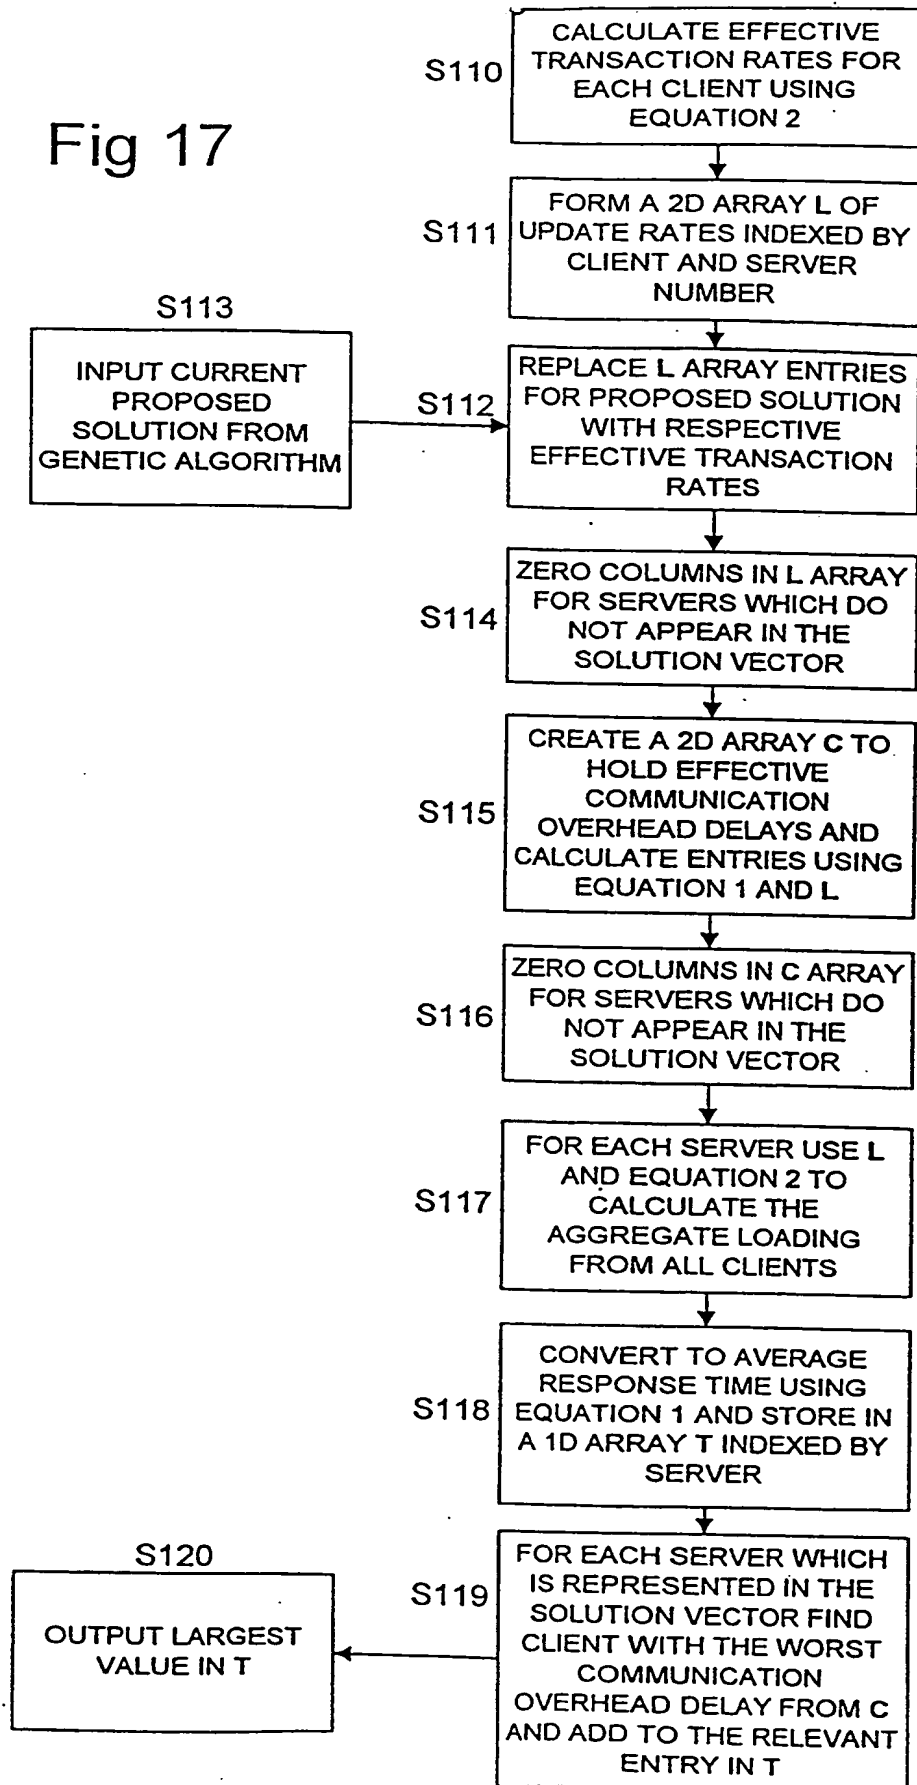 Fig 17
S110
CALCULATE EFFECTIVE
TRANSACTION RATES FOR
EACH CLIENT USING
EQUATION 2
S111
FORM A 2D ARRAY L OF
UPDATE RATES INDEXED BY
CLIENT AND SERVER
NUMBER
S113
INPUT CURRENT
PROPOSED
SOLUTION FROM
GENETIC ALGORITHM
S112
REPLACE L ARRAY ENTRIES
FOR PROPOSED SOLUTION
WITH RESPECTIVE
EFFECTIVE TRANSACTION
RATES
S114
ZERO COLUMNS IN L ARRAY
FOR SERVERS WHICH DO
NOT APPEAR IN THE
SOLUTION VECTOR
S115
CREATE A 2D ARRAY C TO
HOLD EFFECTIVE
COMMUNICATION
OVERHEAD DELAYS AND
CALCULATE ENTRIES USING
EQUATION 1 AND L
S116
ZERO COLUMNS IN C ARRAY
FOR SERVERS WHICH DO
NOT APPEAR IN THE
SOLUTION VECTOR
S117
FOR EACH SERVER USE L
AND EQUATION 2 TO
CALCULATE THE
AGGREGATE LOADING
FROM ALL CLIENTS
S118
CONVERT TO AVERAGE
RESPONSE TIME USING
EQUATION 1 AND STORE IN
A 1D ARRAY T INDEXED BY
SERVER
S119
FOR EACH SERVER WHICH
IS REPRESENTED IN THE
SOLUTION VECTOR FIND
CLIENT WITH THE WORST
COMMUNICATION
OVERHEAD DELAY FROM C
AND ADD TO THE RELEVANT
ENTRY IN T
S120
OUTPUT LARGEST
VALUE IN T